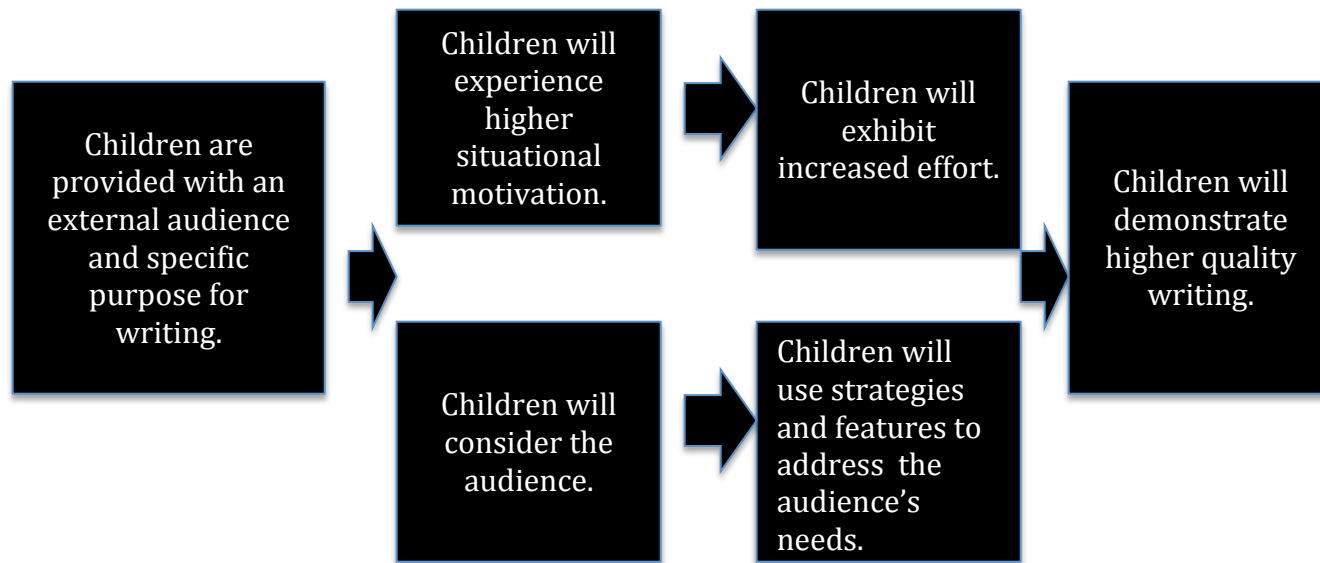 Children are
provided with an
external audience
and specific
purpose for
writing.
Children will
experience
higher
situational
motivation.
Children will
exhibit
increased effort.
Children will
consider the
audience.
Children will
use strategies
and features to
address  the
audience’s
needs.
Children will
demonstrate
higher quality
writing.